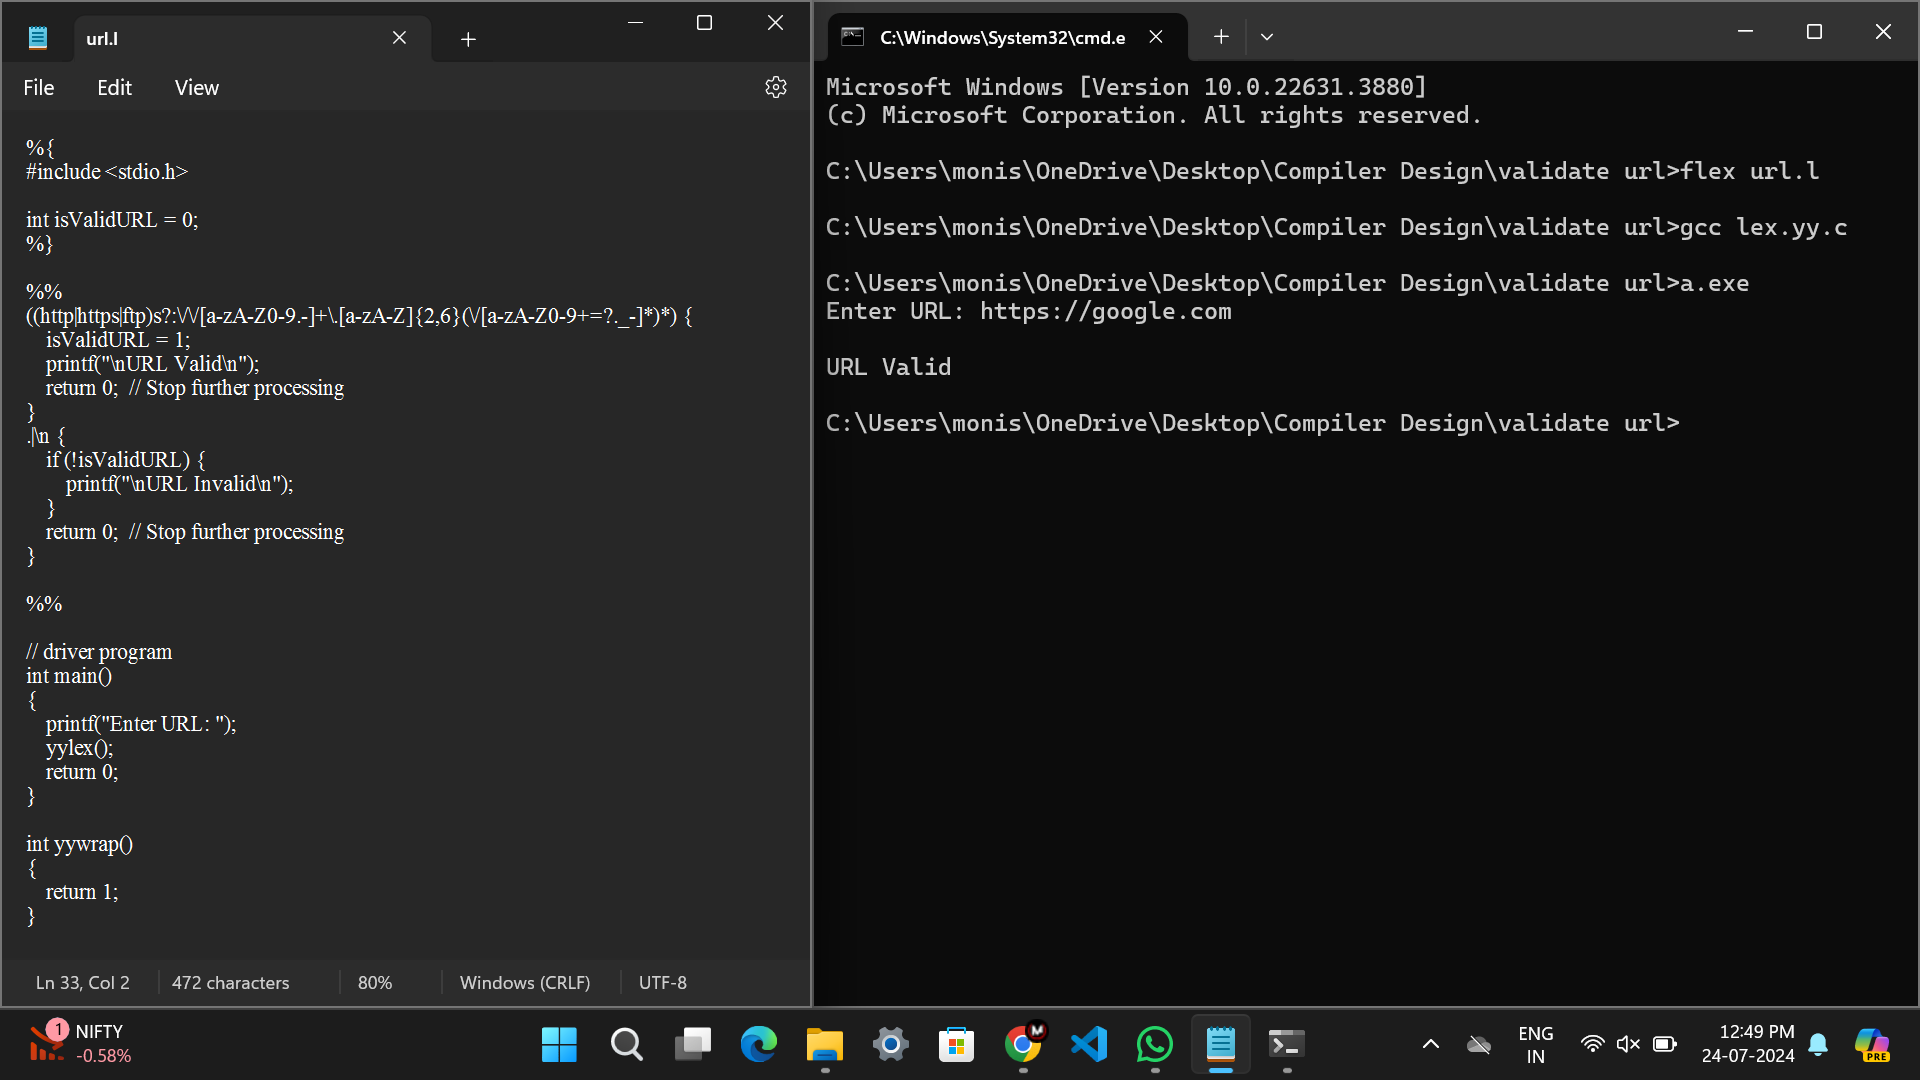 url.l
File Edit View
%{
#include <stdio.h>
int isValidURL = 0;
%}
%%
((http|https|ftp)s?:\/\/[a-zA-Z0-9.-]+\.[a-zA-Z]{2,6}(\/[a-zA-Z0-9+=?._-]*)*) {
    isValidURL = 1;
    printf("\nURL Valid\n");
    return 0;  // Stop further processing
}
.|\n {
    if (!isValidURL) {
        printf("\nURL Invalid\n");
    }
    return 0;  // Stop further processing
}
%%
// driver program
int main()
{
    printf("Enter URL: ");
    yylex();
    return 0;
}
int yywrap()
{
    return 1;
}
Ln 33, Col 2 472 characters 80% Windows (CRLF) UTF-8
C:\Windows\System32\cmd.e
Microsoft Windows [Version 10.0.22631.3880]
(c) Microsoft Corporation. All rights reserved.
C:\Users\monis\OneDrive\Desktop\Compiler Design\validate url>flex url.l
C:\Users\monis\OneDrive\Desktop\Compiler Design\validate url>gcc lex.yy.c
C:\Users\monis\OneDrive\Desktop\Compiler Design\validate url>a.exe
Enter URL: https://google.com
URL Valid
C:\Users\monis\OneDrive\Desktop\Compiler Design\validate url>
1
NIFTY
-0.58%
M
ENG
IN
12:49 PM
24-07-2024
PRE